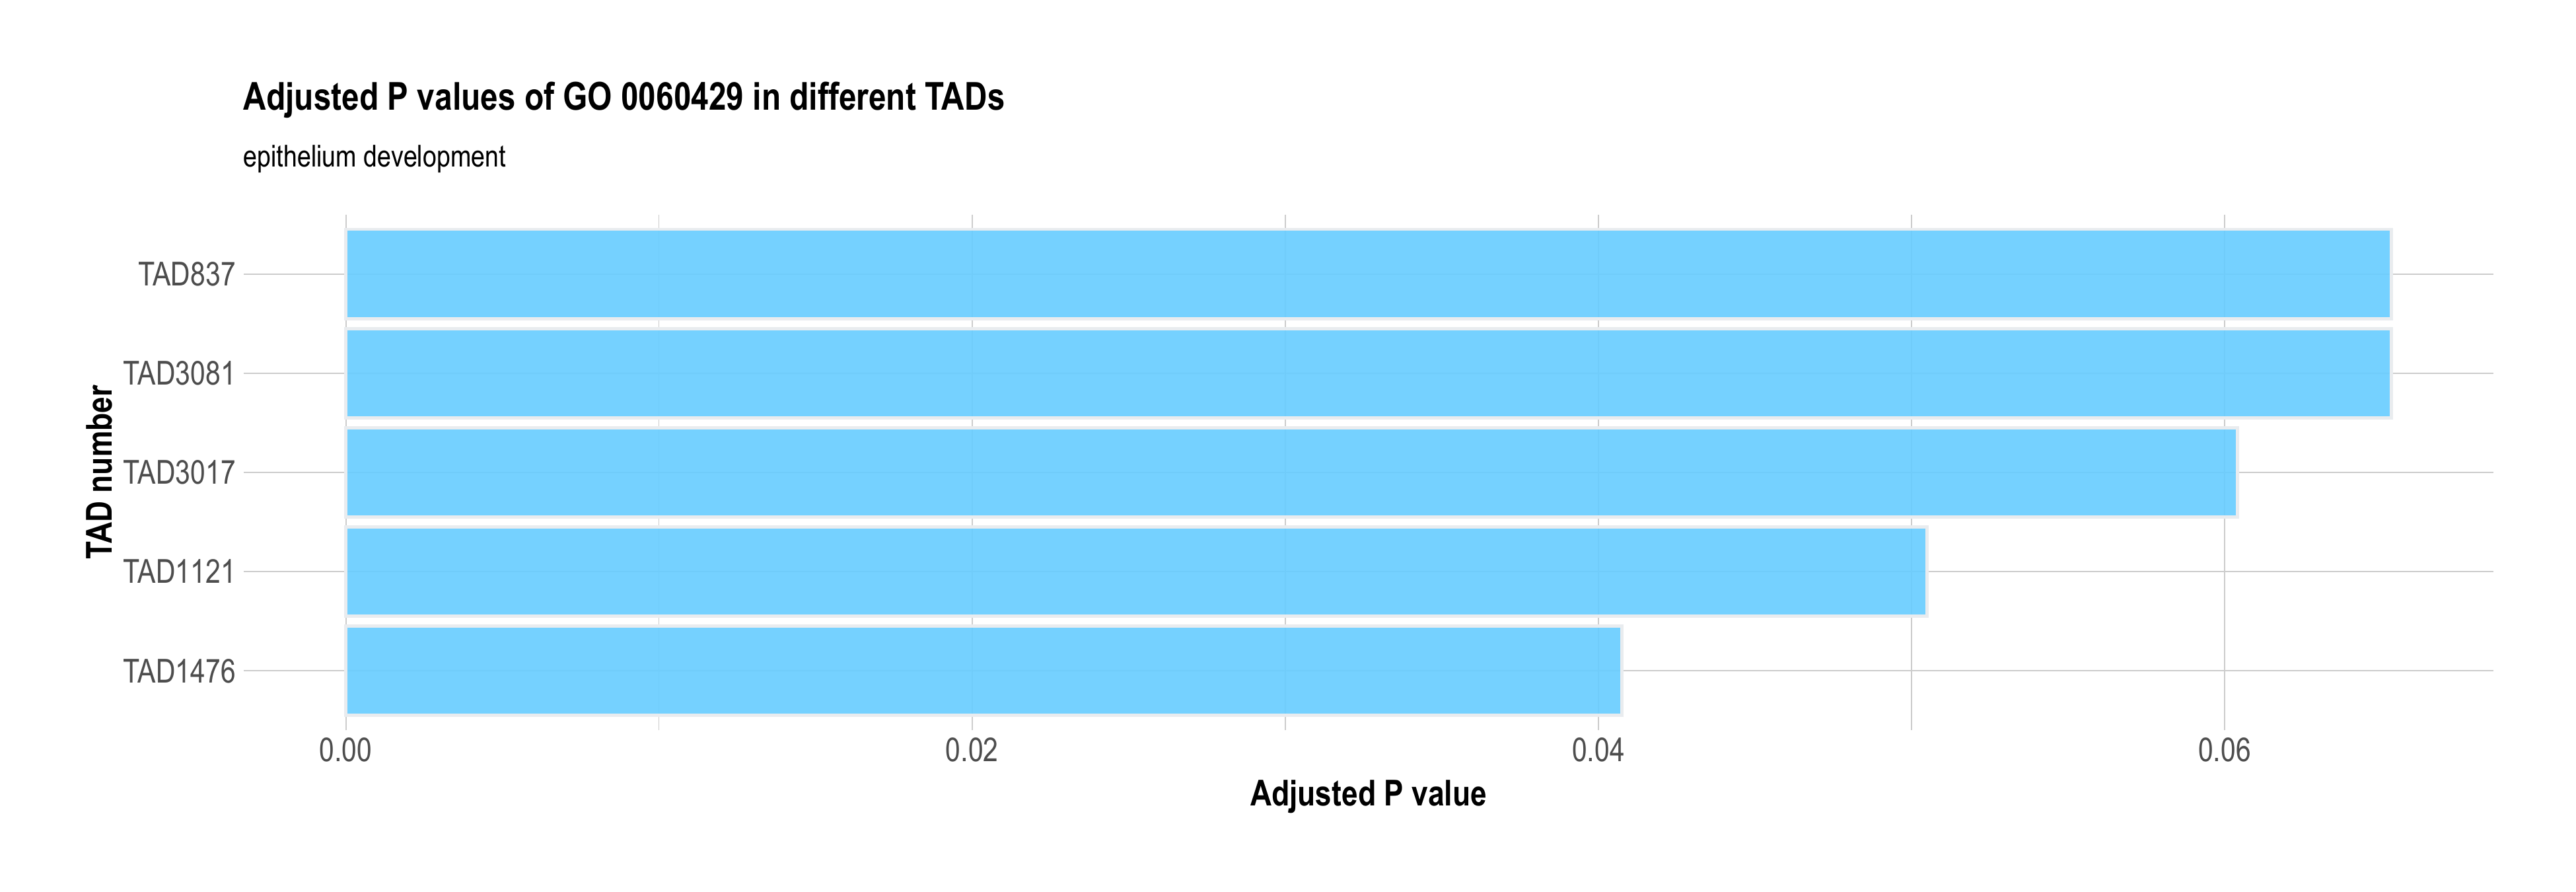 Adjusted P values of GO 0060429 in different TADs
epithelium development
TAD number
TAD837
TAD3081
TAD3017
TAD1121
TAD1476
0.00 0.02 0.04 0.06
Adjusted P value